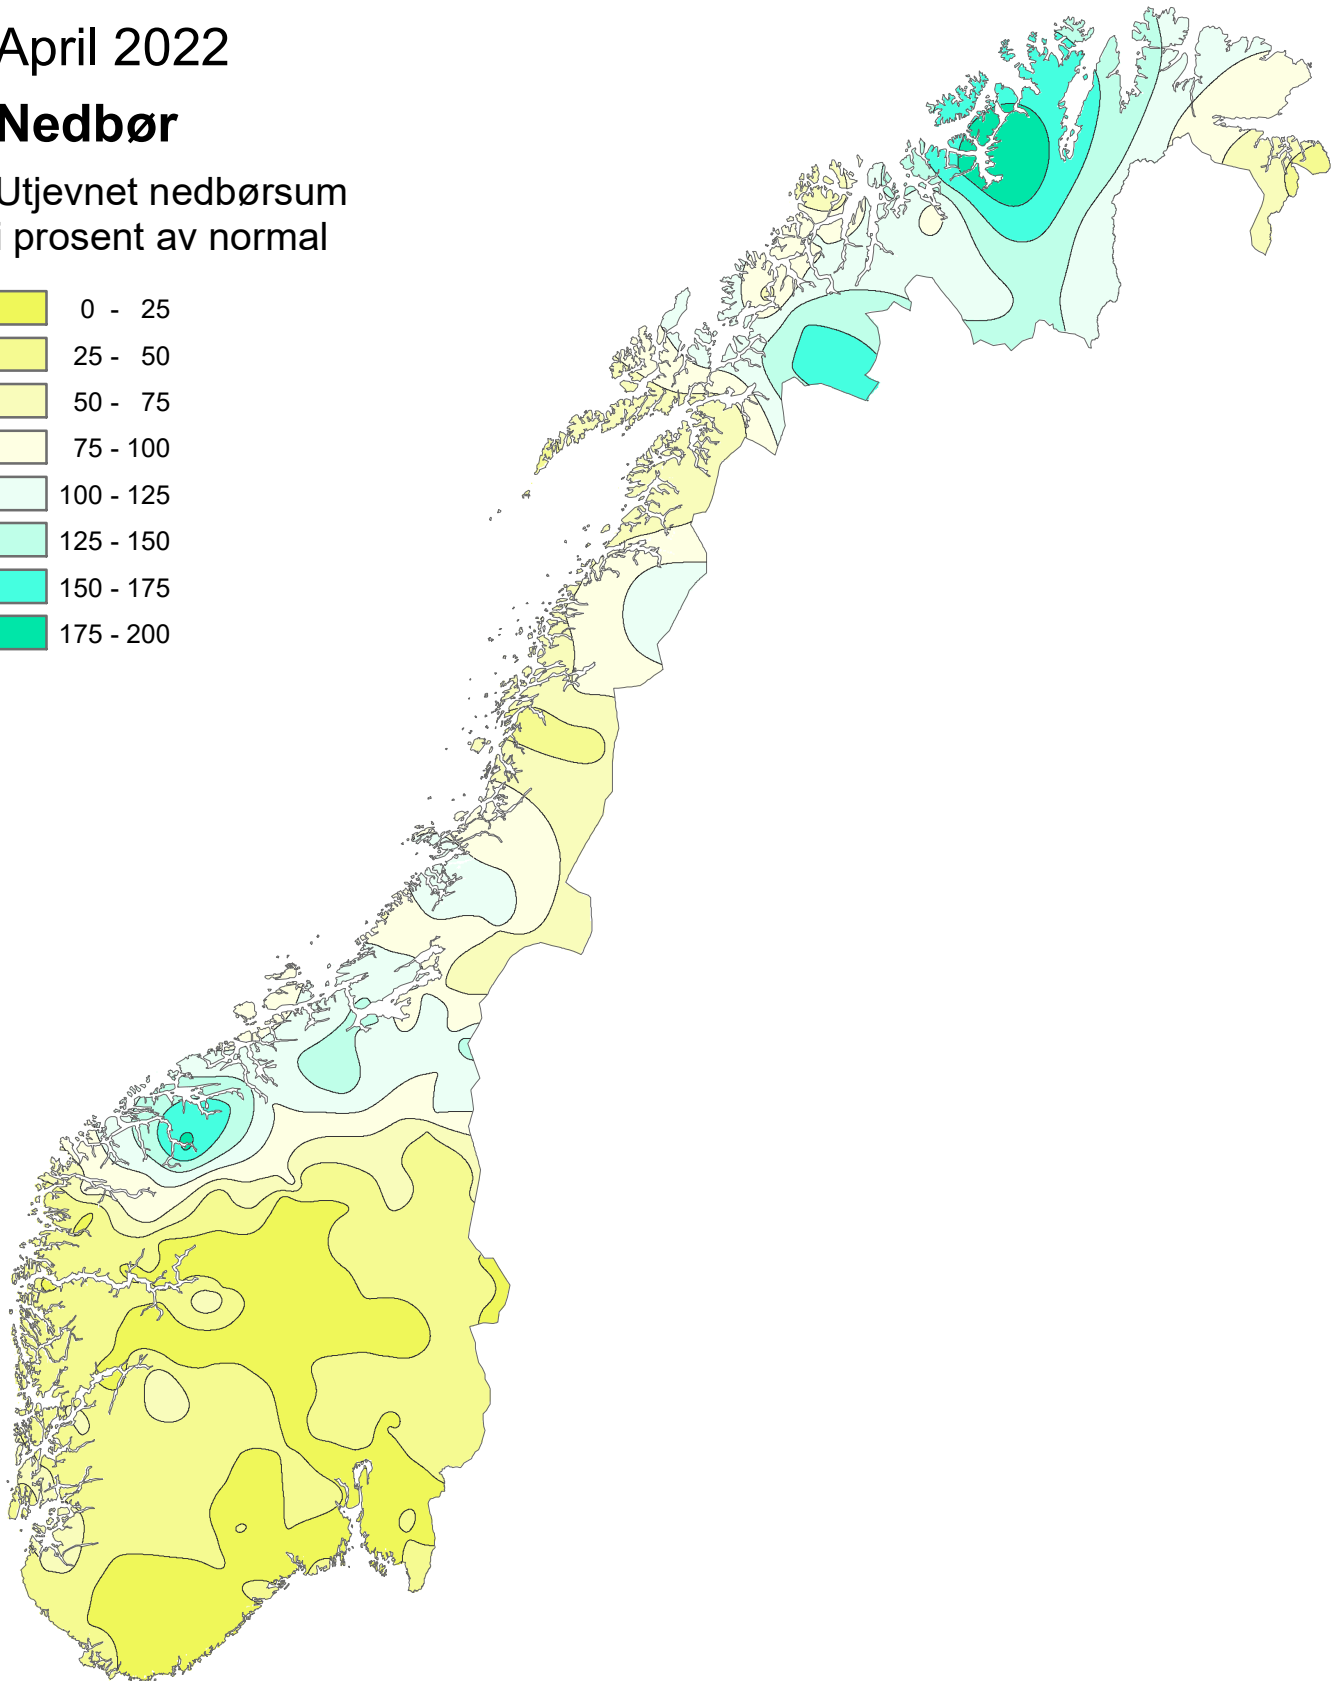 April 2022
Nedbør
Utjevnet nedbørsum
i prosent av normal
0 - 25
25 - 50
50 - 75
75 - 100
100 - 125
125 - 150
150 - 175
175 - 200